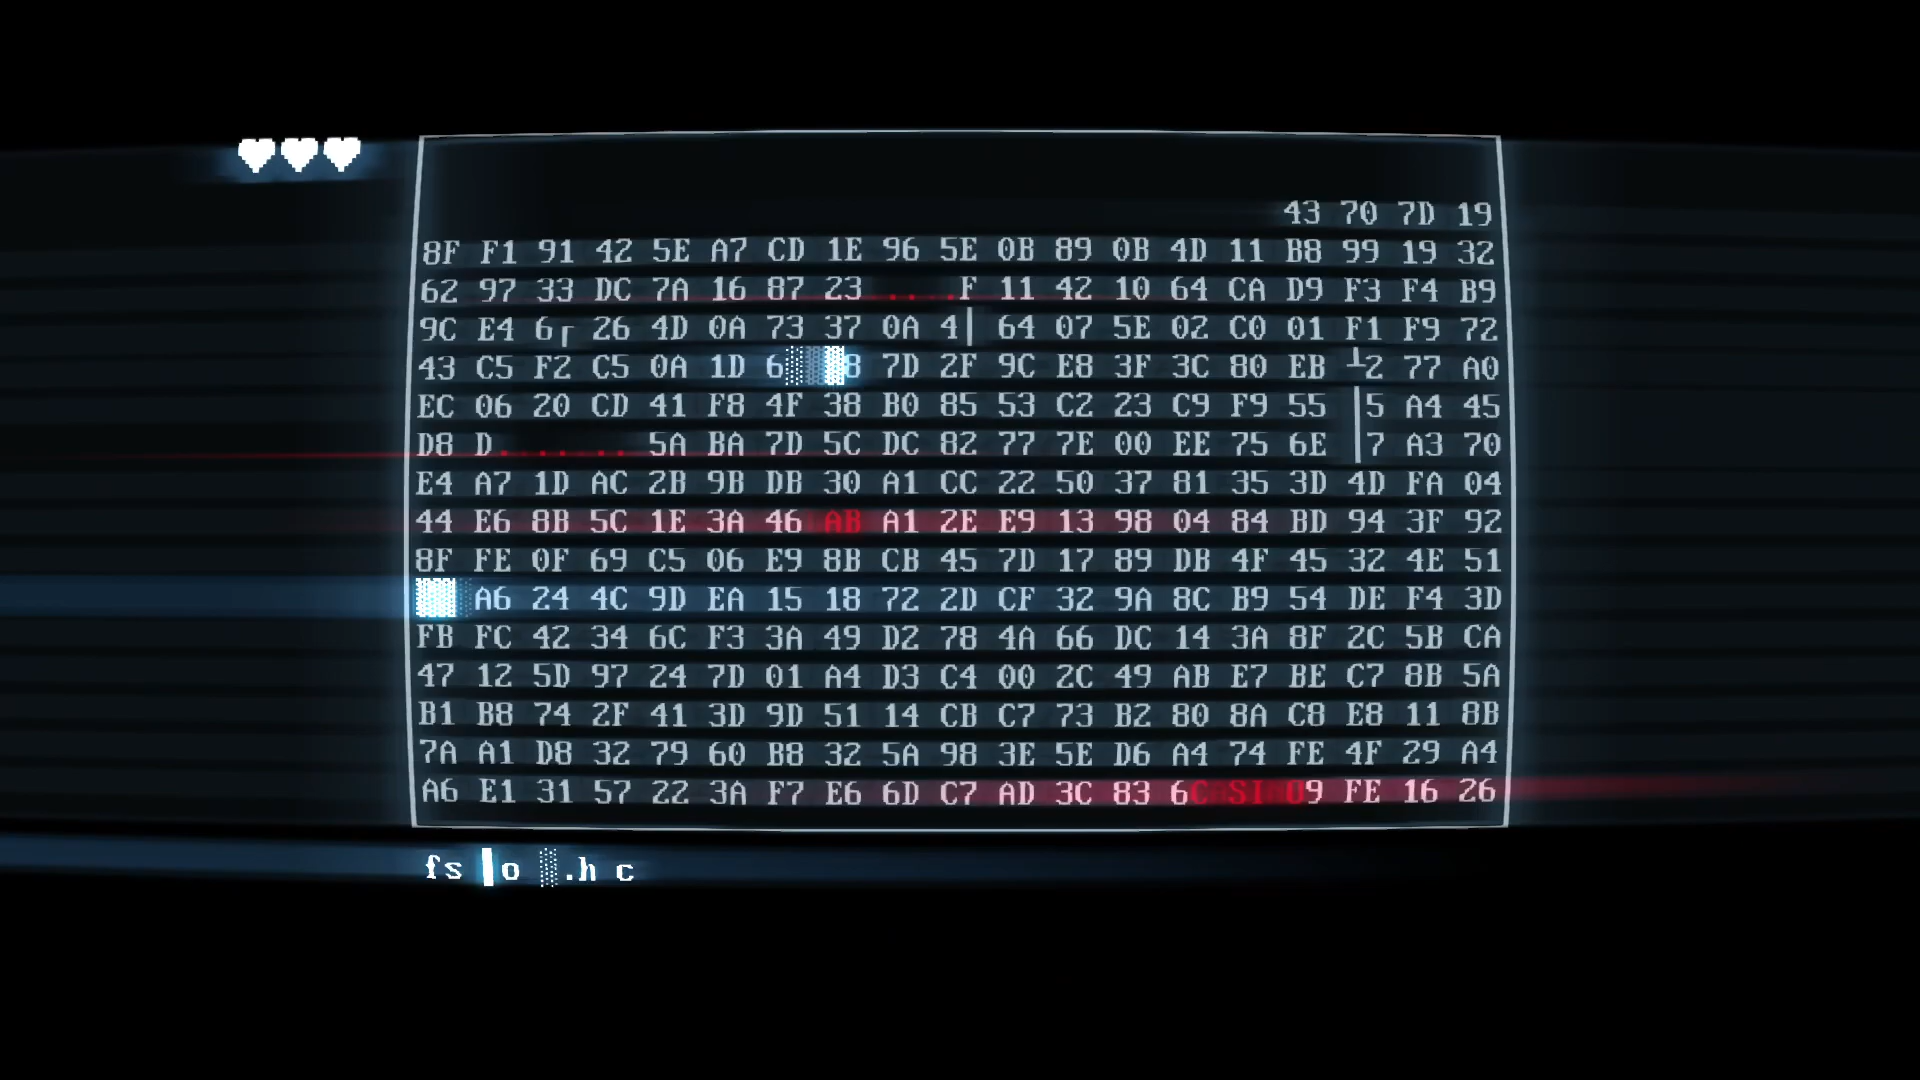 43 70 7D 19
8F F1 91 42 5E A7 CD 1E 96 5E 0B 89 0B 4D 11 B8 99 19 32
62 97 33 DC 7A 16 87 23 ....F 11 42 10 64 CA D9 F3 F4 B9
9C E4 6┌ 26 4D 0A 73 37 0A 4│ 64 07 5E 02 C0 01 F1 F9 72
43 C5 F2 C5 0A 1D 6 8 7D 2F 9C E8 3F 3C 80 EB ┴2 77 A0
EC 06 20 CD 41 F8 4F 38 B0 85 53 C2 23 C9 F9 55 │5 A4 45
D8 D....... 5A BA 7D 5C DC 82 77 7E 00 EE 75 6E │7 A3 70
E4 A7 1D AC 2B 9B DB 30 A1 CC 22 50 37 81 35 3D 4D FA 04
44 E6 8B 5C 1E 3A 46 AB A1 2E E9 13 98 04 84 BD 94 3F 92
8F FE 0F 69 C5 06 E9 8B CB 45 7D 17 89 DB 4F 45 32 4E 51
A6 24 4C 9D EA 15 18 72 2D CF 32 9A 8C B9 54 DE F4 3D
FB FC 42 34 6C F3 3A 49 D2 78 4A 66 DC 14 3A 8F 2C 5B CA
47 12 5D 97 24 7D 01 A4 D3 C4 00 2C 49 AB E7 BE C7 8B 5A
B1 B8 74 2F 41 3D 9D 51 14 CB C7 73 B2 80 8A C8 E8 11 8B
7A A1 D8 32 79 60 B8 32 5A 98 3E 5E D6 A4 74 FE 4F 29 A4
A6 E1 31 57 22 3A F7 E6 6D C7 AD 3C 83 6 9 FE 16 26
fs o .h c